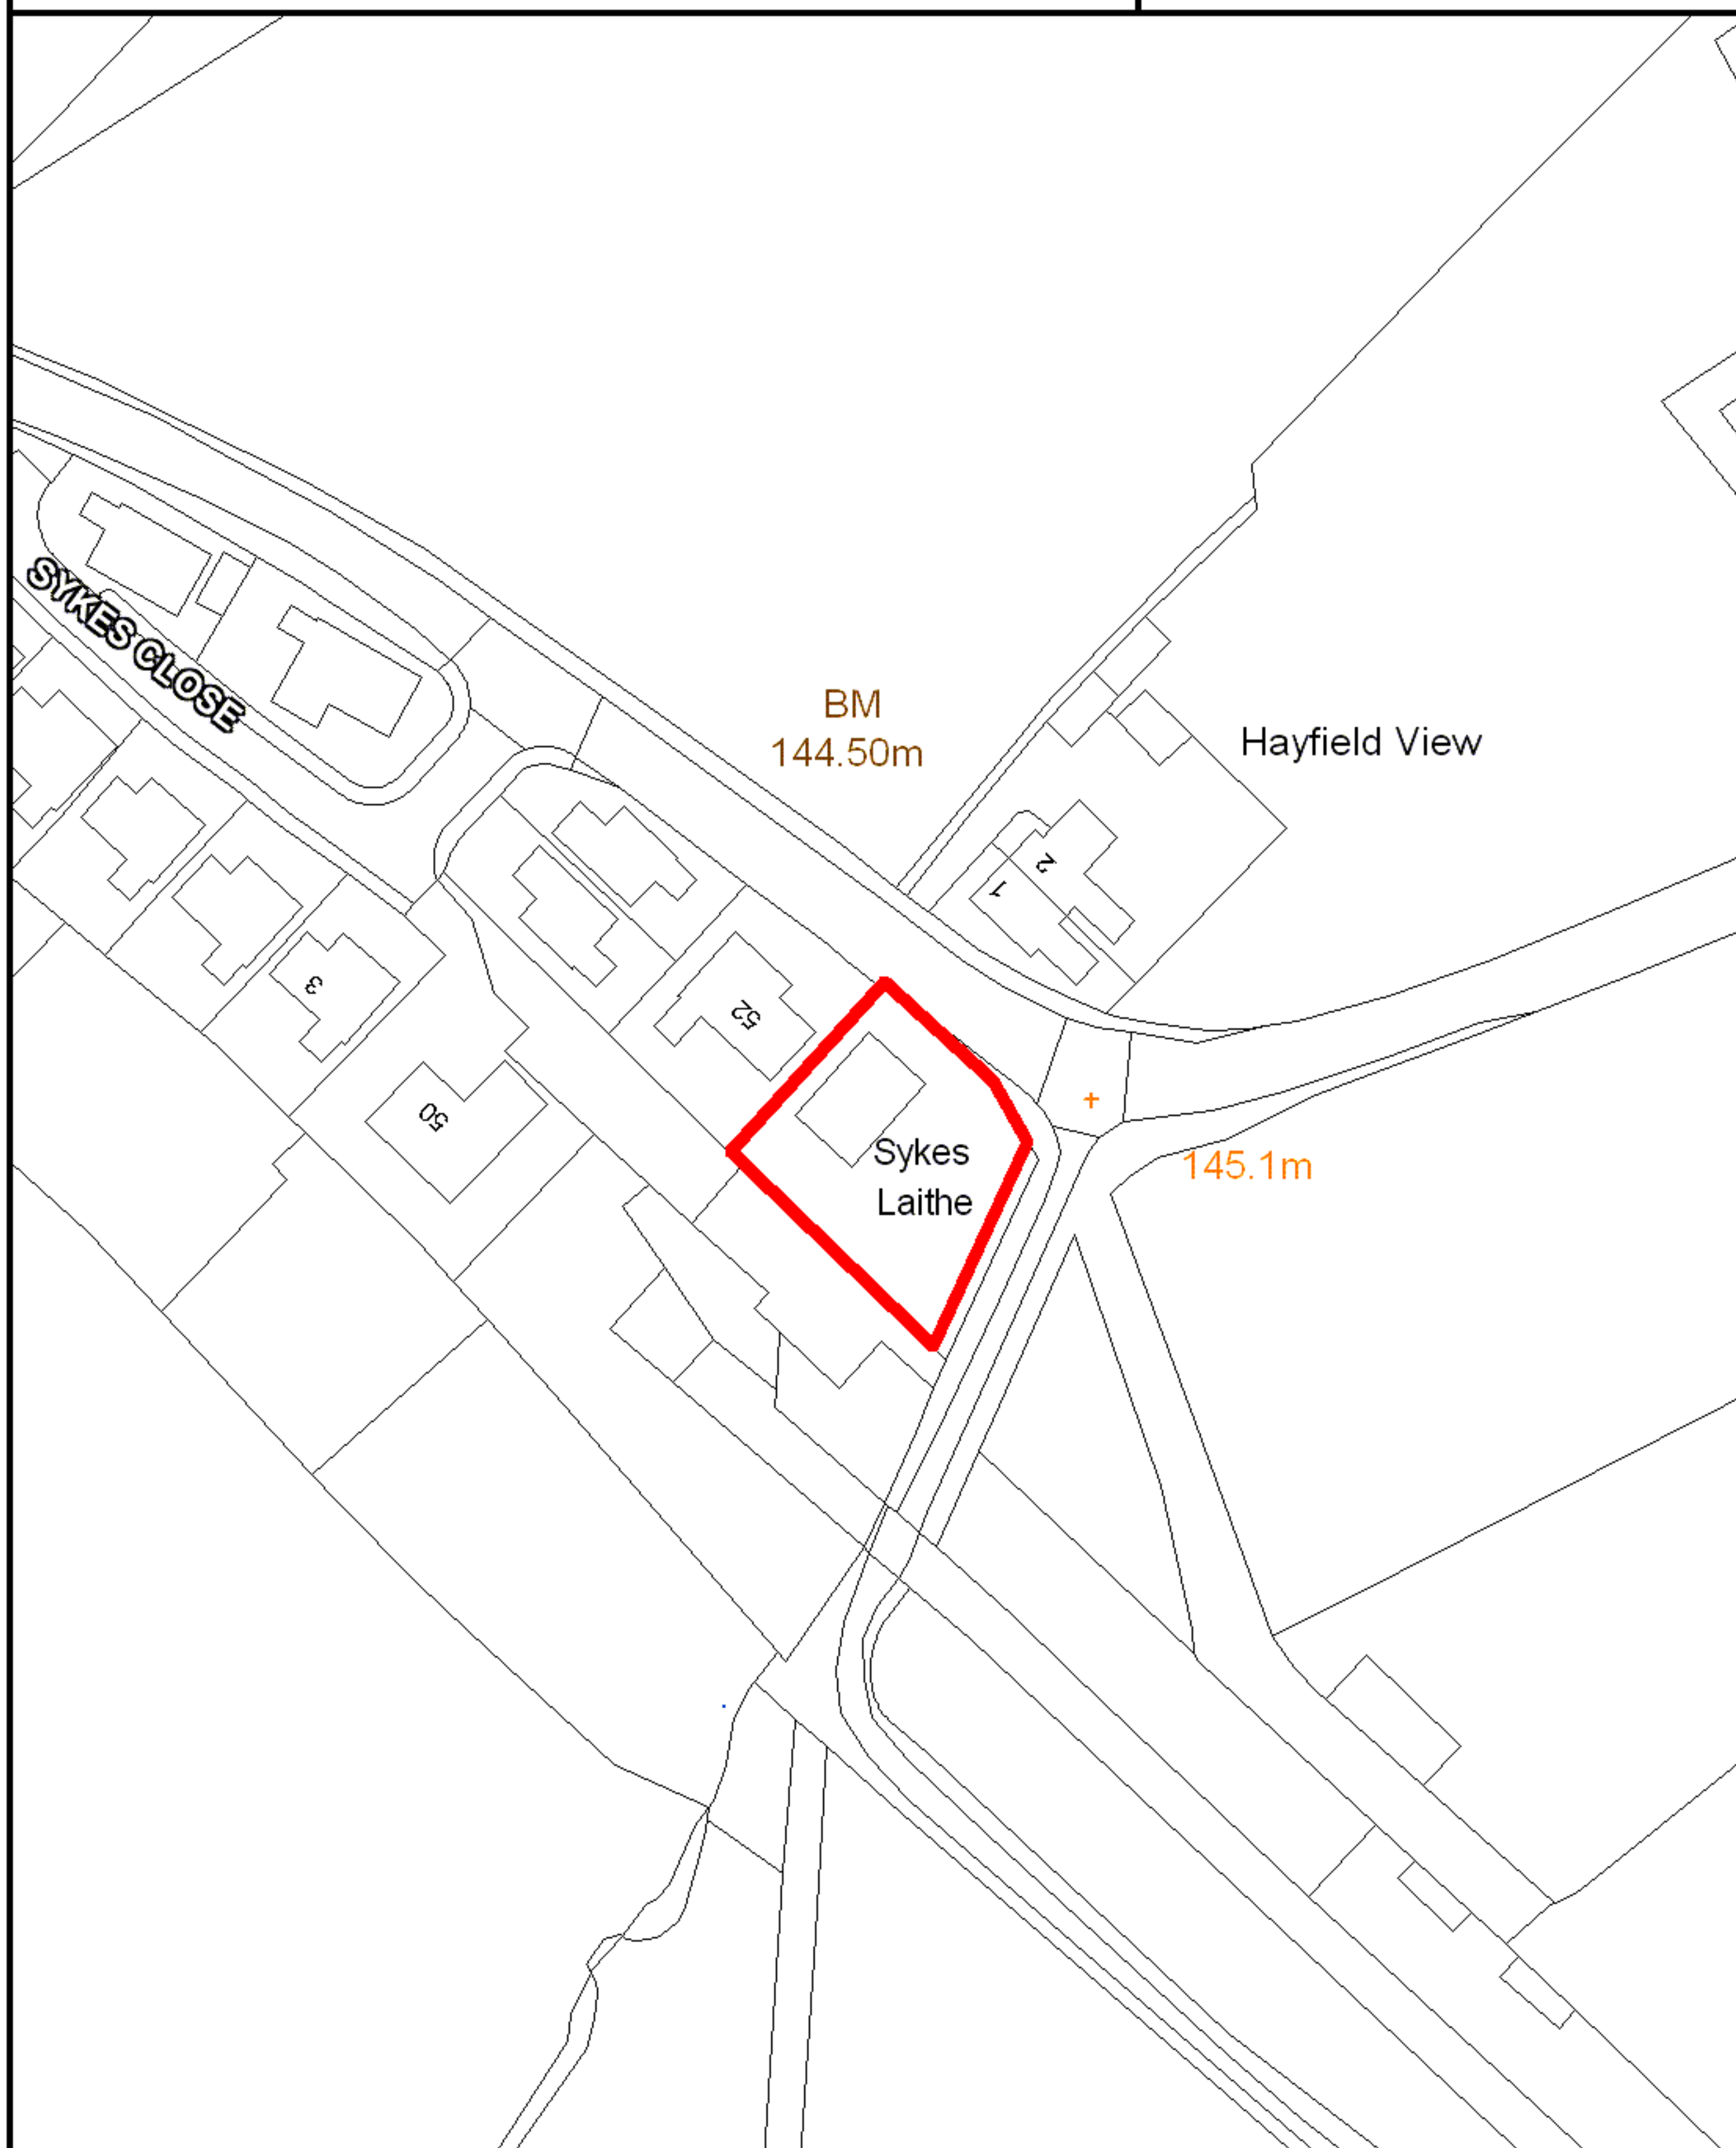 SYKES CLOSE
BM
144.50m
Hayfield View
2
1
3
52
50
Sykes
Laithe
145.1m